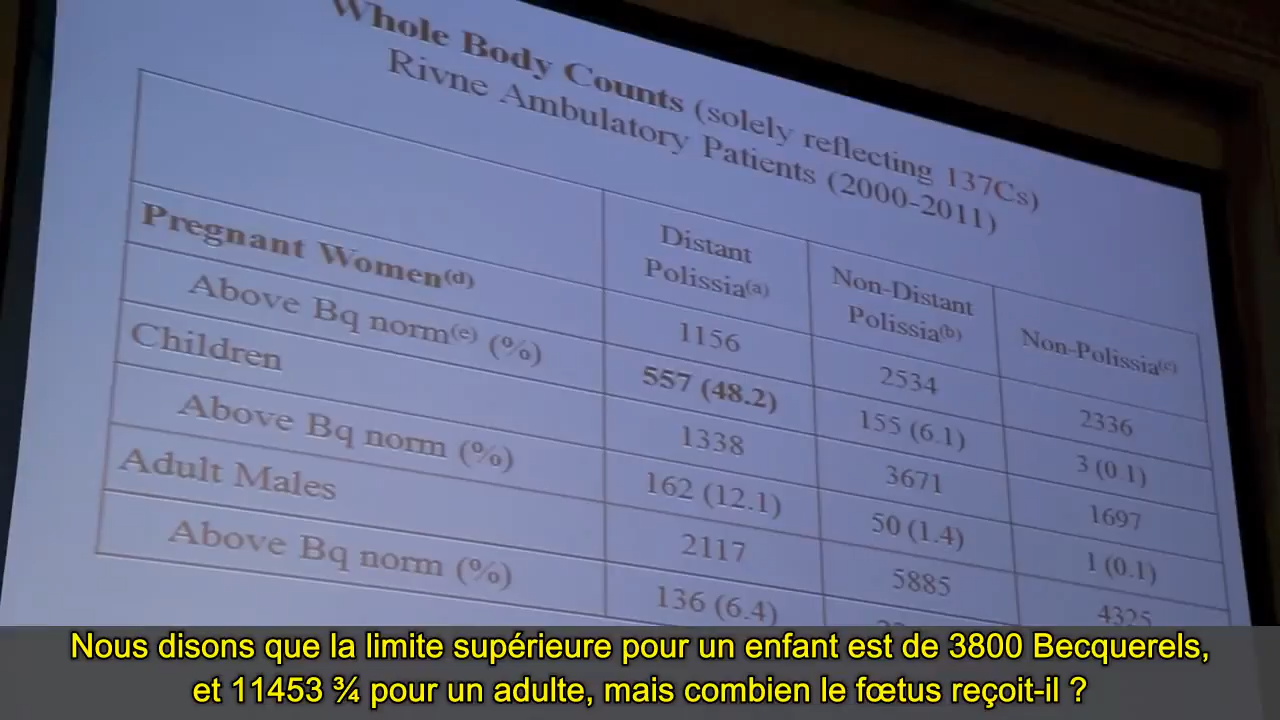 Whole Body Counts (solely reflecting 137Cs)
Rivne Ambulatory Patients (2000-2011)
Distant Polissia(a)
Non-Distant Polissia(b)
Non-Polissia(c)
Pregnant Women(d) 1156 2534 2336
Above Bq norm(e) (%) 557 (48.2) 155 (6.1) 3 (0.1)
Children 1338 3671 1697
Above Bq norm (%) 162 (12.1) 50 (1.4) 1 (0.1)
Adult Males 2117 5885 4325
Above Bq norm (%) 136 (6.4)
Nous disons que la limite supérieure pour un enfant est de 3800 Becquerels,
et 11453 ¾ pour un adulte, mais combien le fœtus reçoit-il ?